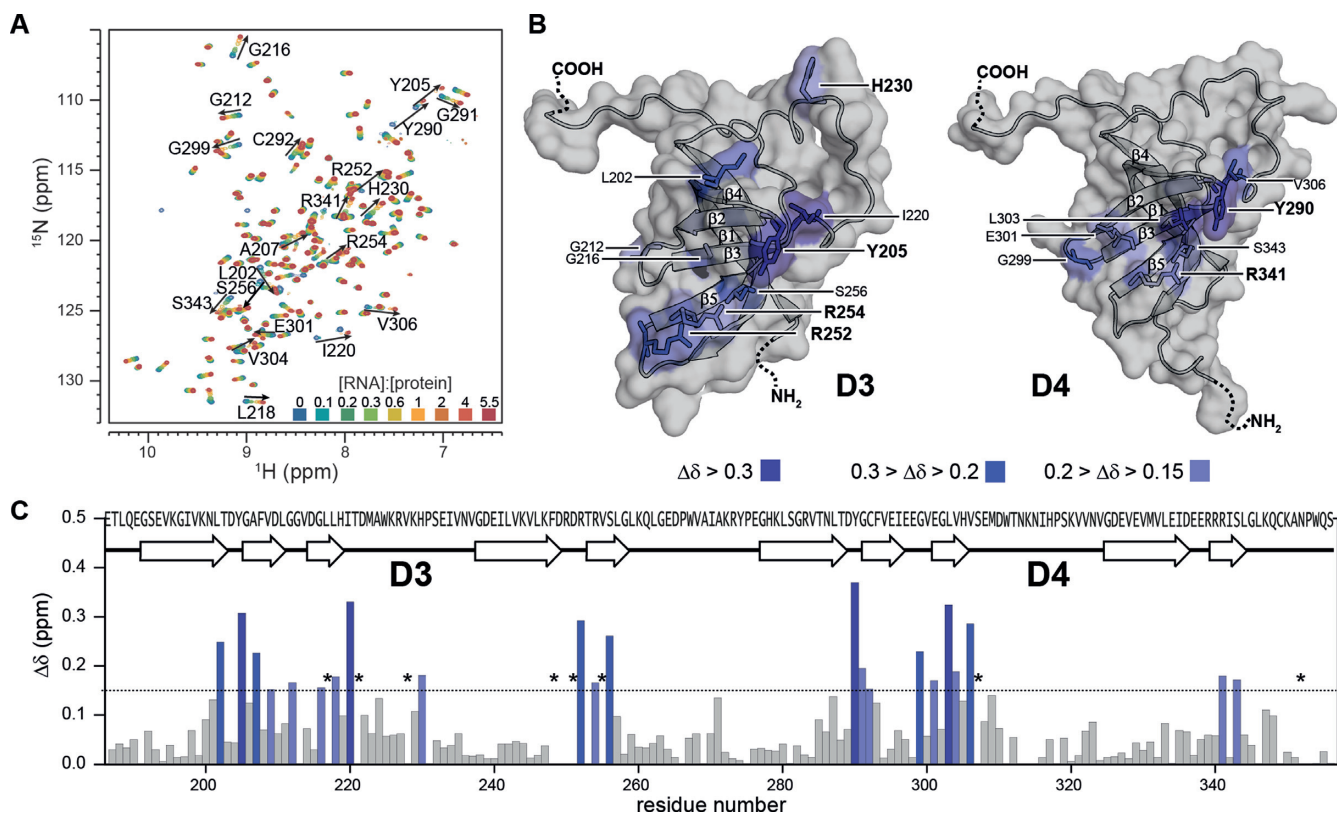 A
G216
G212
G299
C292
Y205
G291
Y290
R252
H230
R341
A207
R254
L202
S256
S343
E301
V304
V306
I220
L218
[RNA]:[protein]
0 0.1 0.2 0.3 0.6 1 2 4 5.5
110
115
120
125
130
15N (ppm)
10 9 8 7
1H (ppm)
B
COOH
H230
L202
β4
β2
β1
β3
β5
I220
G212
G216
Y205
S256
R254
R252
NH2
D3
COOH
β4
β2
β1
β3
β5
V306
Y290
L303
E301
G299
S343
R341
D4
NH2
Δδ > 0.3
0.3 > Δδ > 0.2
0.2 > Δδ > 0.15
C
ETLQEGSEVKGIVKNLTDYGAFVDLGGVDGLLHITDMAWKRVKHPSEIVNVGDEILVKVLKFDRDRTRVSLGLKQLGEDPWVAIAKRYPEGHKLSGRVTNLTDYGCFVEIEEGVEGLVHVSEMDWTNKNIHPSKVVNVGDEVEVMVLEIDEERRRISLGLKQCKANPWQS
D3
D4
0.5
0.4
0.3
0.2
0.1
0.0
Δδ (ppm)
* * * * * * * *
200 220 240 260 280 300 320 340
residue number